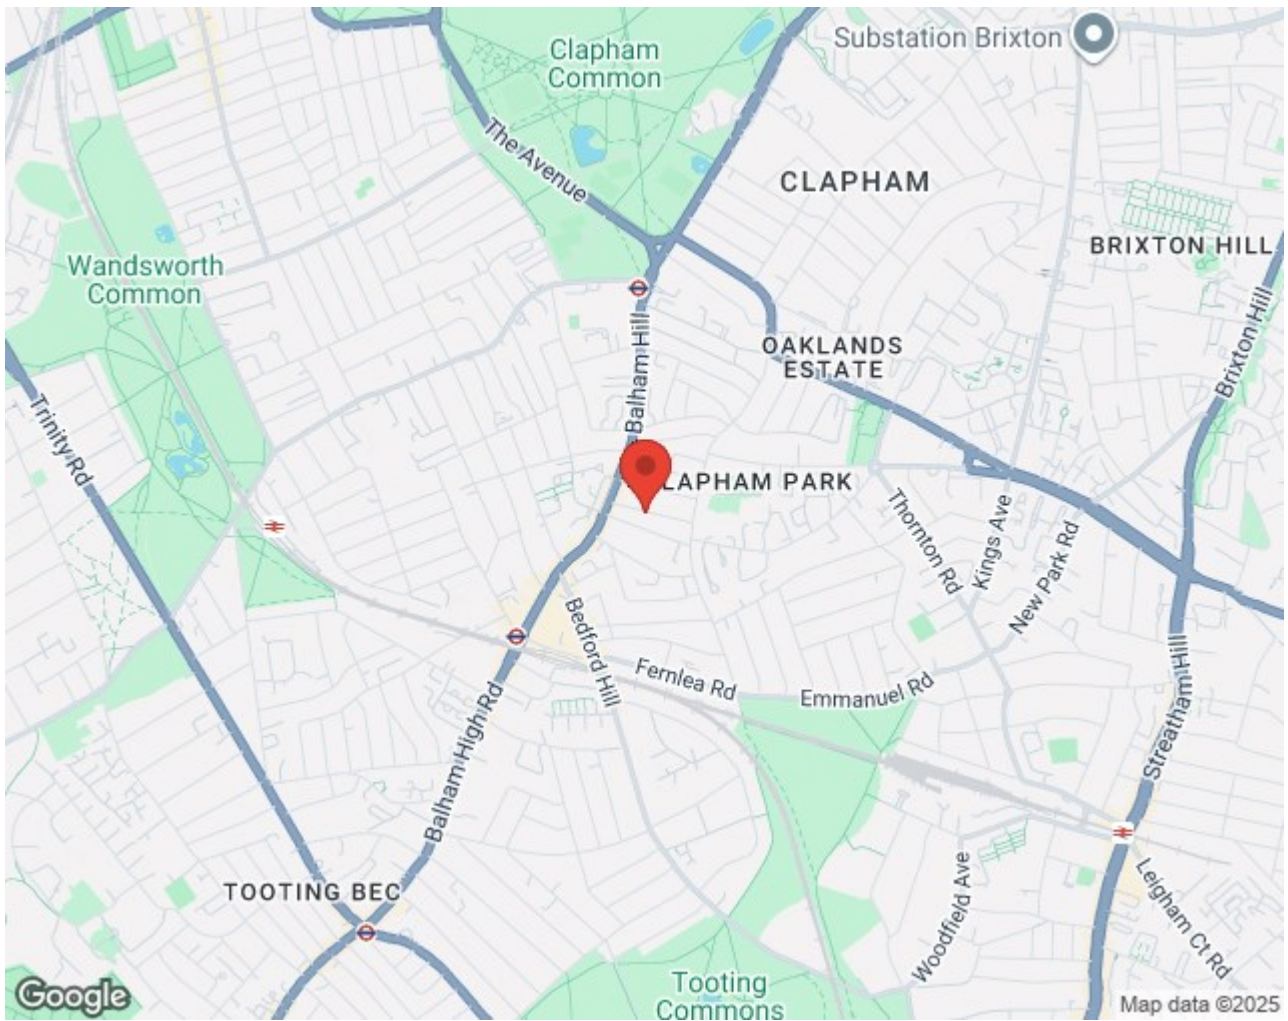 Substation Brixton
Clapham
Common
The Avenue
CLAPHAM
BRIXTON HILL
Wandsworth
Common
Balham Hill
OAKLANDS
ESTATE
Brixton Hill
Trinity Rd
LAPHAM PARK
Thornton Rd
Kings Ave
New Park Rd
Bedford Hill
Fernlea Rd
Emmanuel Rd
Balham High Rd
Streatham Hill
TOOTING BEC
Woodfield Ave
Leigham Ct Rd
Tooting
Commons
Google
Map data ©2025